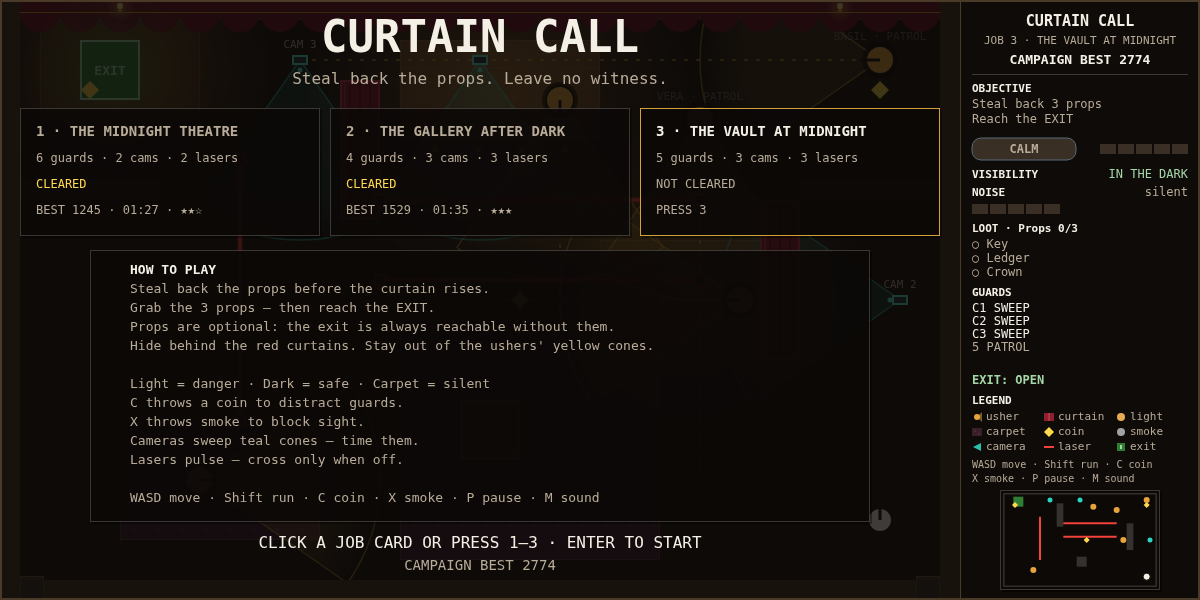 CAM 3
BASIL · PATROL
EXIT
CURTAIN CALL
Steal back the props. Leave no witness.
VERA · PATROL
1 · THE MIDNIGHT THEATRE
6 guards · 2 cams · 2 lasers
CLEARED
BEST 1245 · 01:27 · ★★☆
2 · THE GALLERY AFTER DARK
4 guards · 3 cams · 3 lasers
CLEARED
BEST 1529 · 01:35 · ★★★
3 · THE VAULT AT MIDNIGHT
5 guards · 3 cams · 3 lasers
NOT CLEARED
PRESS 3
HOW TO PLAY
Steal back the props before the curtain rises.
Grab the 3 props — then reach the EXIT.
Props are optional: the exit is always reachable without them.
Hide behind the red curtains. Stay out of the ushers' yellow cones.
Light = danger · Dark = safe · Carpet = silent
C throws a coin to distract guards.
X throws smoke to block sight.
Cameras sweep teal cones — time them.
Lasers pulse — cross only when off.
WASD move · Shift run · C coin · X smoke · P pause · M sound
CAM 2
CLICK A JOB CARD OR PRESS 1–3 · ENTER TO START
CAMPAIGN BEST 2774
CURTAIN CALL
JOB 3 · THE VAULT AT MIDNIGHT
CAMPAIGN BEST 2774
OBJECTIVE
Steal back 3 props
Reach the EXIT
CALM
VISIBILITY IN THE DARK
NOISE silent
LOOT · Props 0/3
○ Key
○ Ledger
○ Crown
GUARDS
C1 SWEEP
C2 SWEEP
C3 SWEEP
5 PATROL
EXIT: OPEN
LEGEND
usher curtain light
carpet coin smoke
camera laser exit
WASD move · Shift run · C coin
X smoke · P pause · M sound